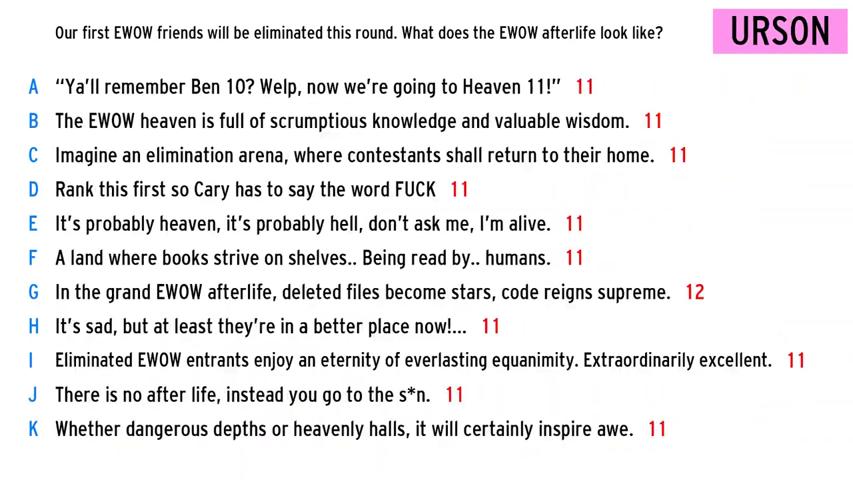 Our first EWOW friends will be eliminated this round. What does the EWOW afterlife look like?
URSON
A “Ya’ll remember Ben 10? Welp, now we’re going to Heaven 11!” 11
B The EWOW heaven is full of scrumptious knowledge and valuable wisdom. 11
C Imagine an elimination arena, where contestants shall return to their home. 11
D Rank this first so Cary has to say the word FUCK 11
E It’s probably heaven, it’s probably hell, don’t ask me, I’m alive. 11
F A land where books strive on shelves.. Being read by.. humans. 11
G In the grand EWOW afterlife, deleted files become stars, code reigns supreme. 12
H It’s sad, but at least they’re in a better place now!... 11
I Eliminated EWOW entrants enjoy an eternity of everlasting equanimity. Extraordinarily excellent. 11
J There is no after life, instead you go to the s*n. 11
K Whether dangerous depths or heavenly halls, it will certainly inspire awe. 11